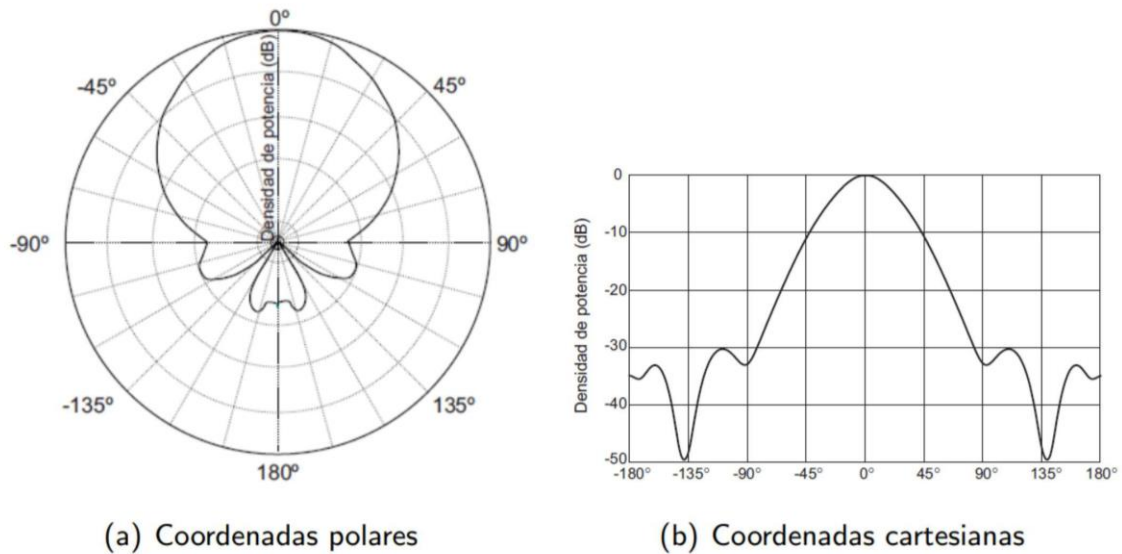 0º
-45º
45º
Densidad de potencia (dB)
-90º
90º
-135º
135º
180º
Densidad de potencia (dB)
0
-10
-20
-30
-40
-50
-180° -135° -90° -45° 0° 45° 90° 135° 180°
(a) Coordenadas polares
(b) Coordenadas cartesianas